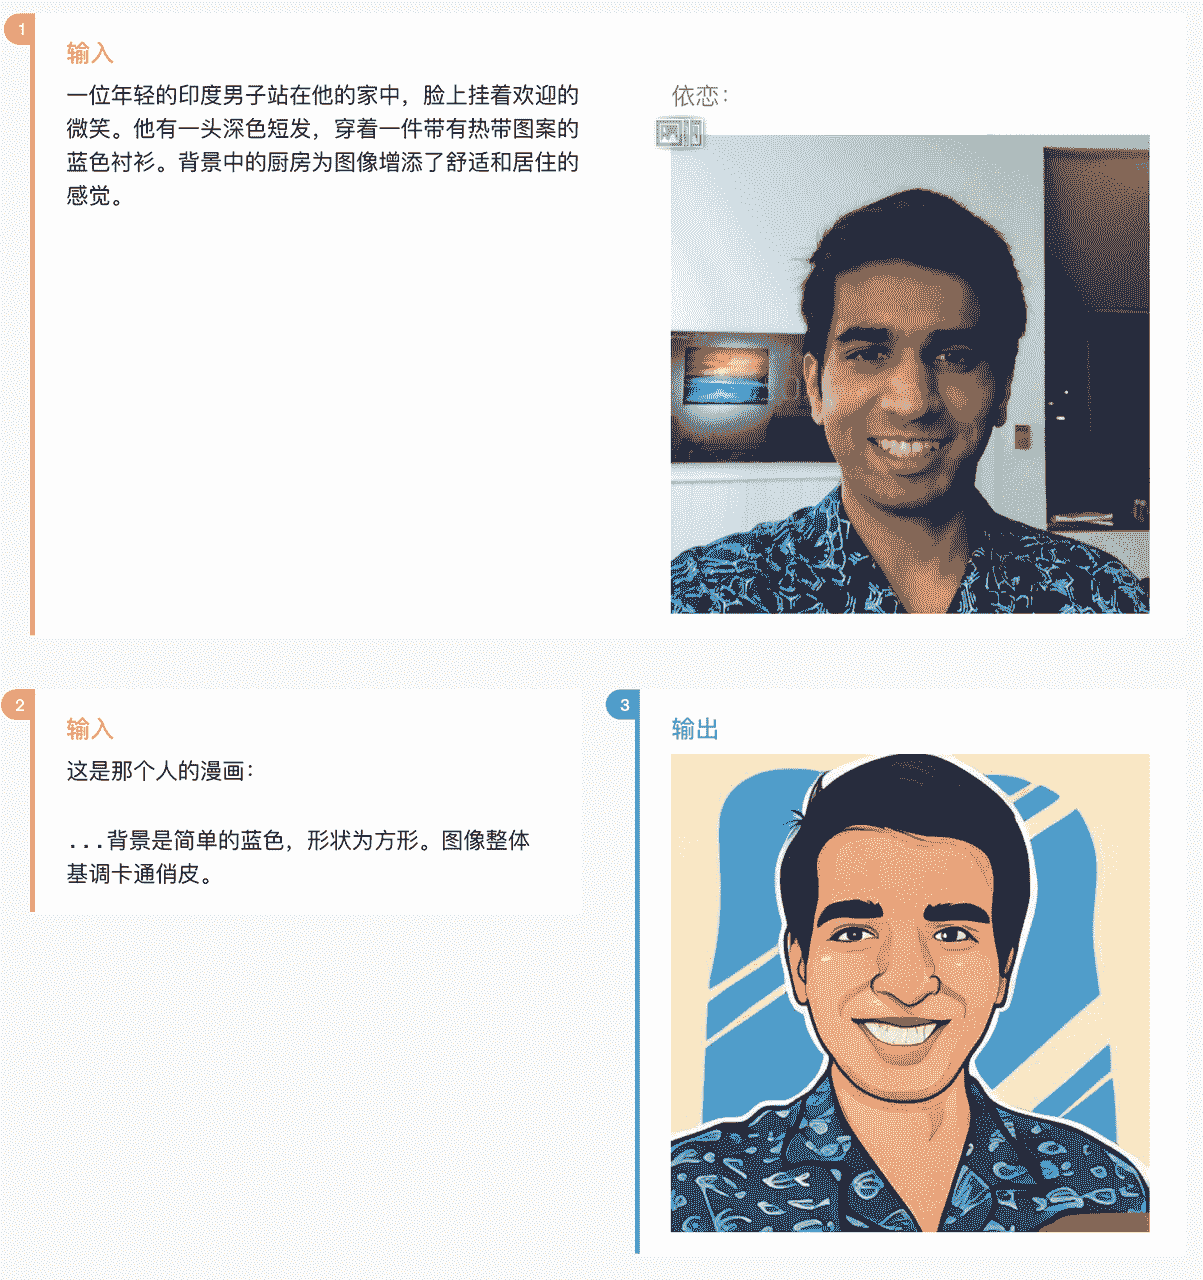 1
输入
一位年轻的印度男子站在他的家中，脸上挂着欢迎的
微笑。他有一头深色短发，穿着一件带有热带图案的
蓝色衬衫。背景中的厨房为图像增添了舒适和居住的
感觉。
依恋：
2
输入
这是那个人的漫画：
...背景是简单的蓝色，形状为方形。图像整体
基调卡通俏皮。
3
输出